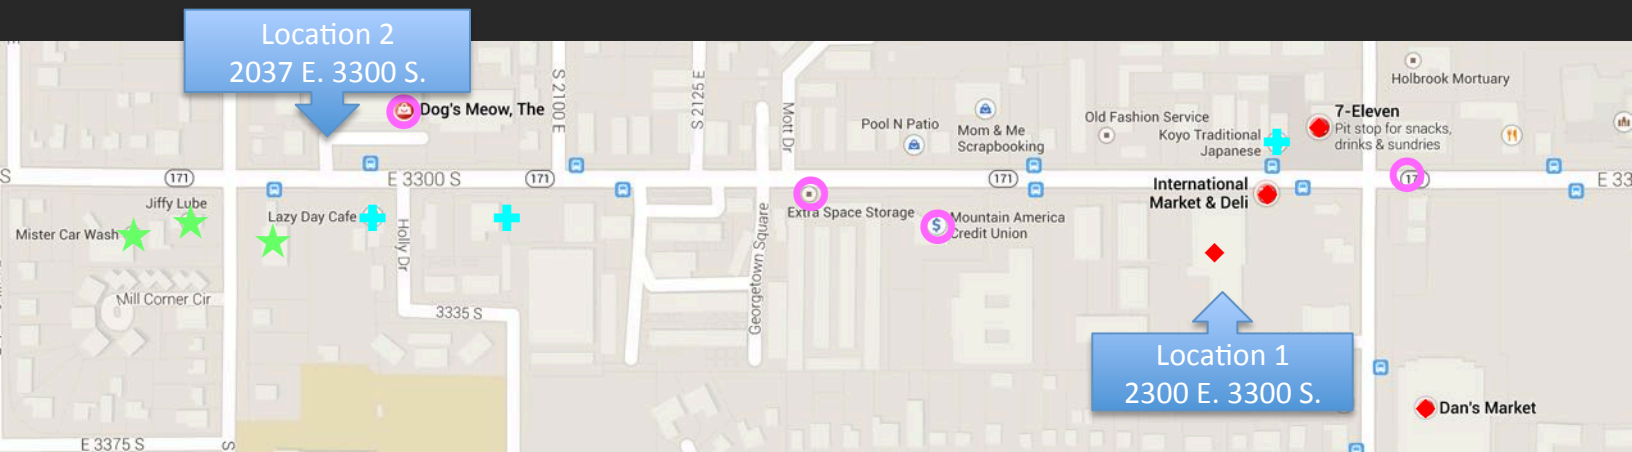 Location 2
2037 E. 3300 S.
Dog's Meow, The
S 2100 E
S 2125 E
Mott Dr
Pool N Patio
Mom & Me
Scrapbooking
Old Fashion Service
Koyo Traditional
Japanese
7-Eleven
Pit stop for snacks,
drinks & sundries
Holbrook Mortuary
S
171
E 3300 S
171
171
International
Market & Deli
17
E 33
Jiffy Lube
Mister Car Wash
Lazy Day Cafe
Holly Dr
Extra Space Storage
Mountain America
Credit Union
$
Georgetown Square
Mill Corner Cir
3335 S
Location 1
2300 E. 3300 S.
Dan's Market
E 3375 S
S